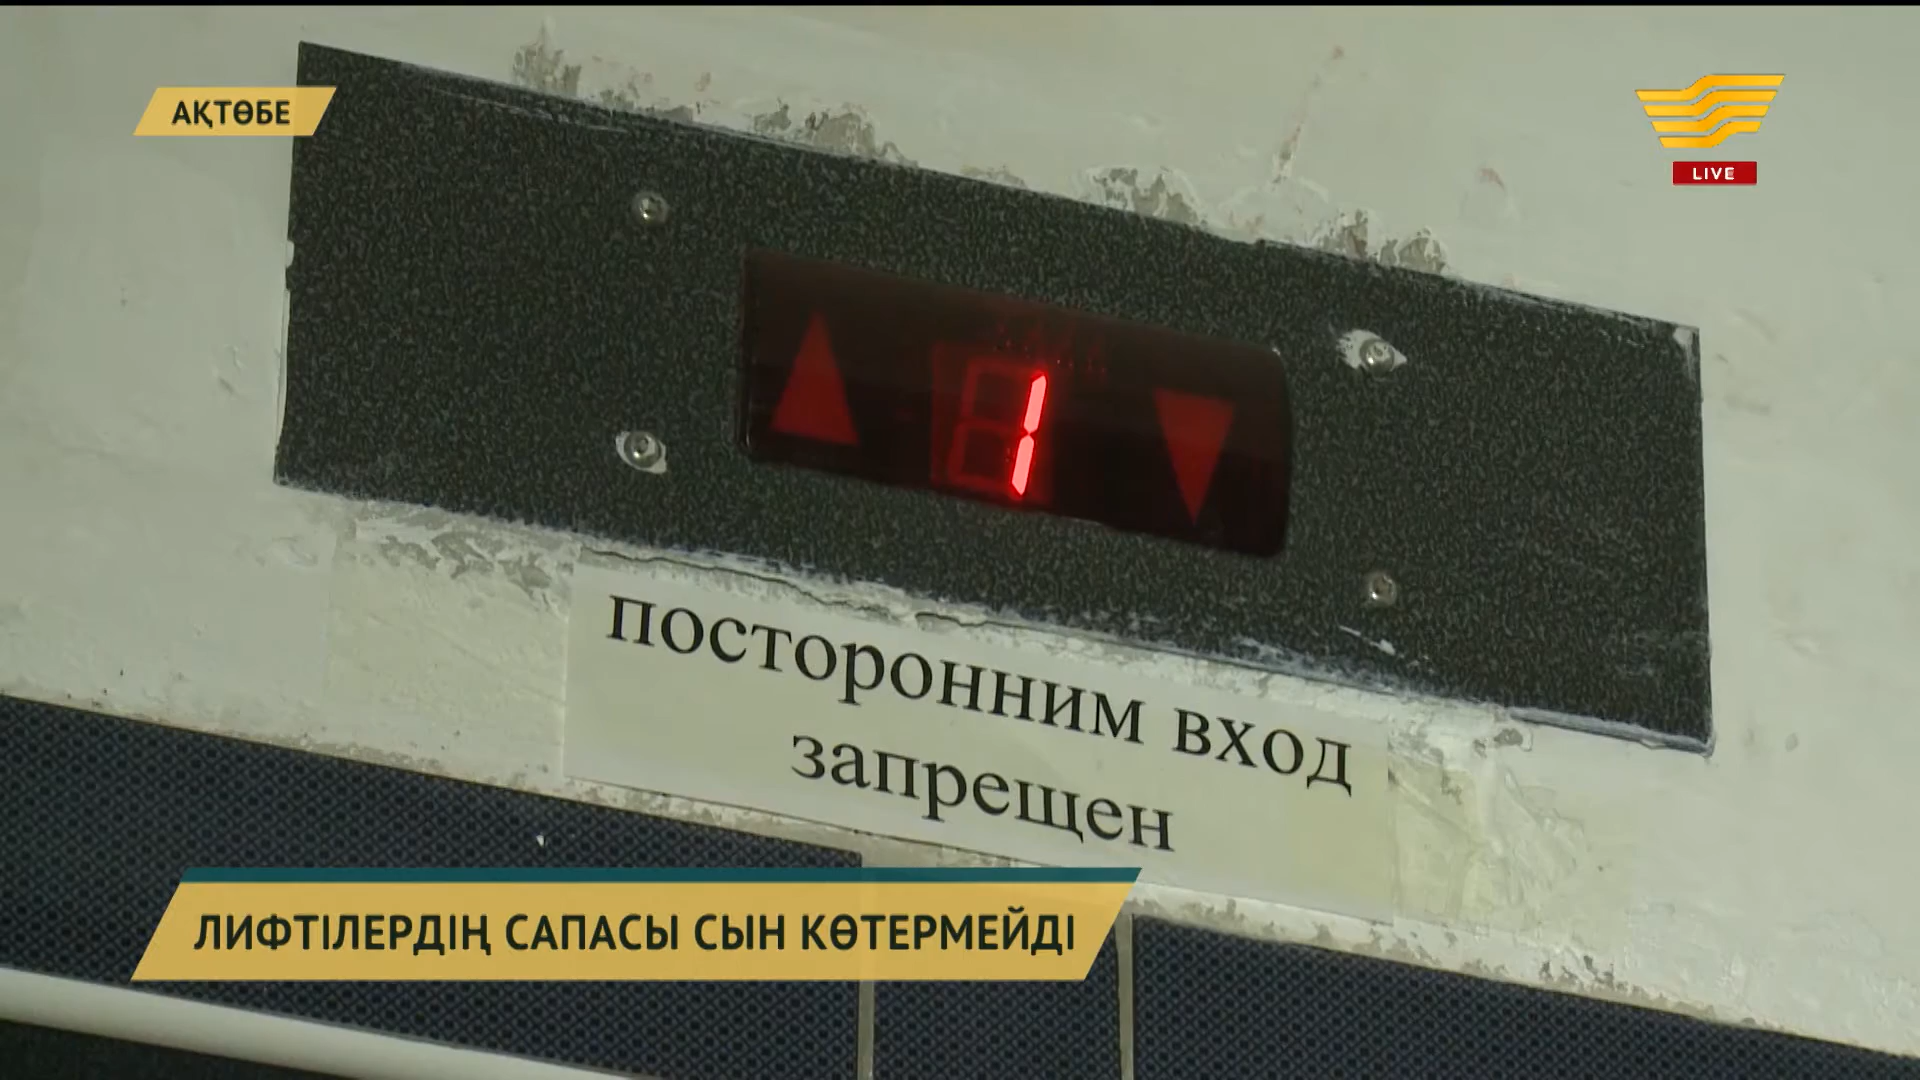 АҚТӨБЕ
LIVE
1
посторонним вход
запрещен
ЛИФТІЛЕРДІҢ САПАСЫ СЫН КӨТЕРМЕЙДІ